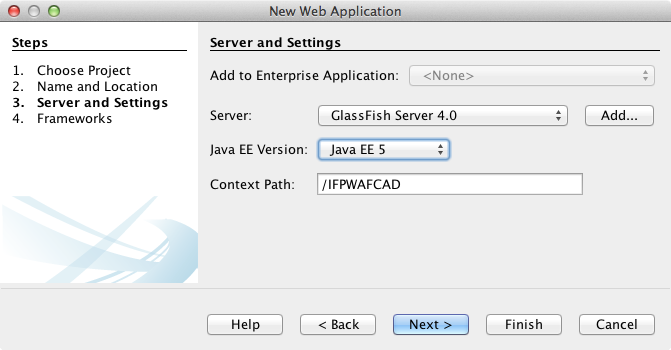 New Web Application
Steps
1. Choose Project
2. Name and Location
3. Server and Settings
4. Frameworks
Server and Settings
Add to Enterprise Application: <None>
Server: GlassFish Server 4.0 Add...
Java EE Version: Java EE 5
Context Path: /IFPWAFCAD
Help < Back Next > Finish Cancel